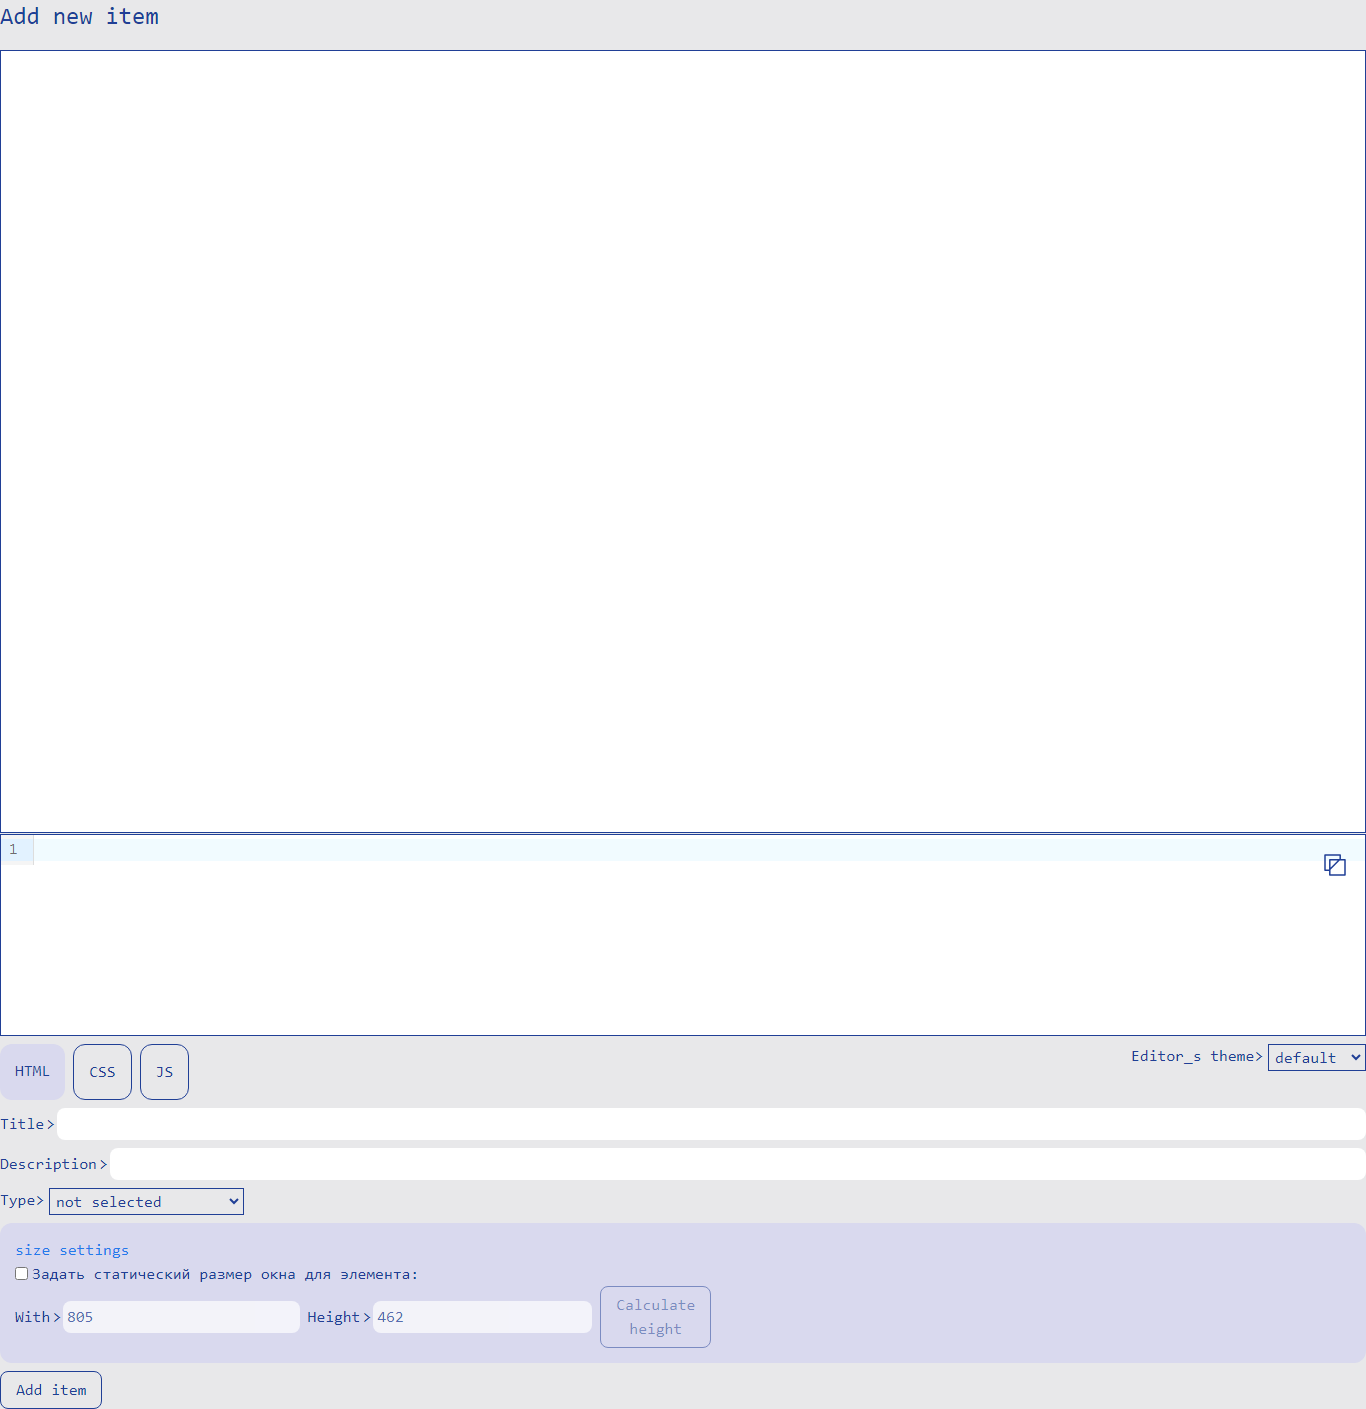 Add new item
1
HTML CSS JS Editor_s theme> default
Title>
Description>
Type> not selected
size settings
Задать статический размер окна для элемента:
With> 805 Height> 462 Calculate height
Add item